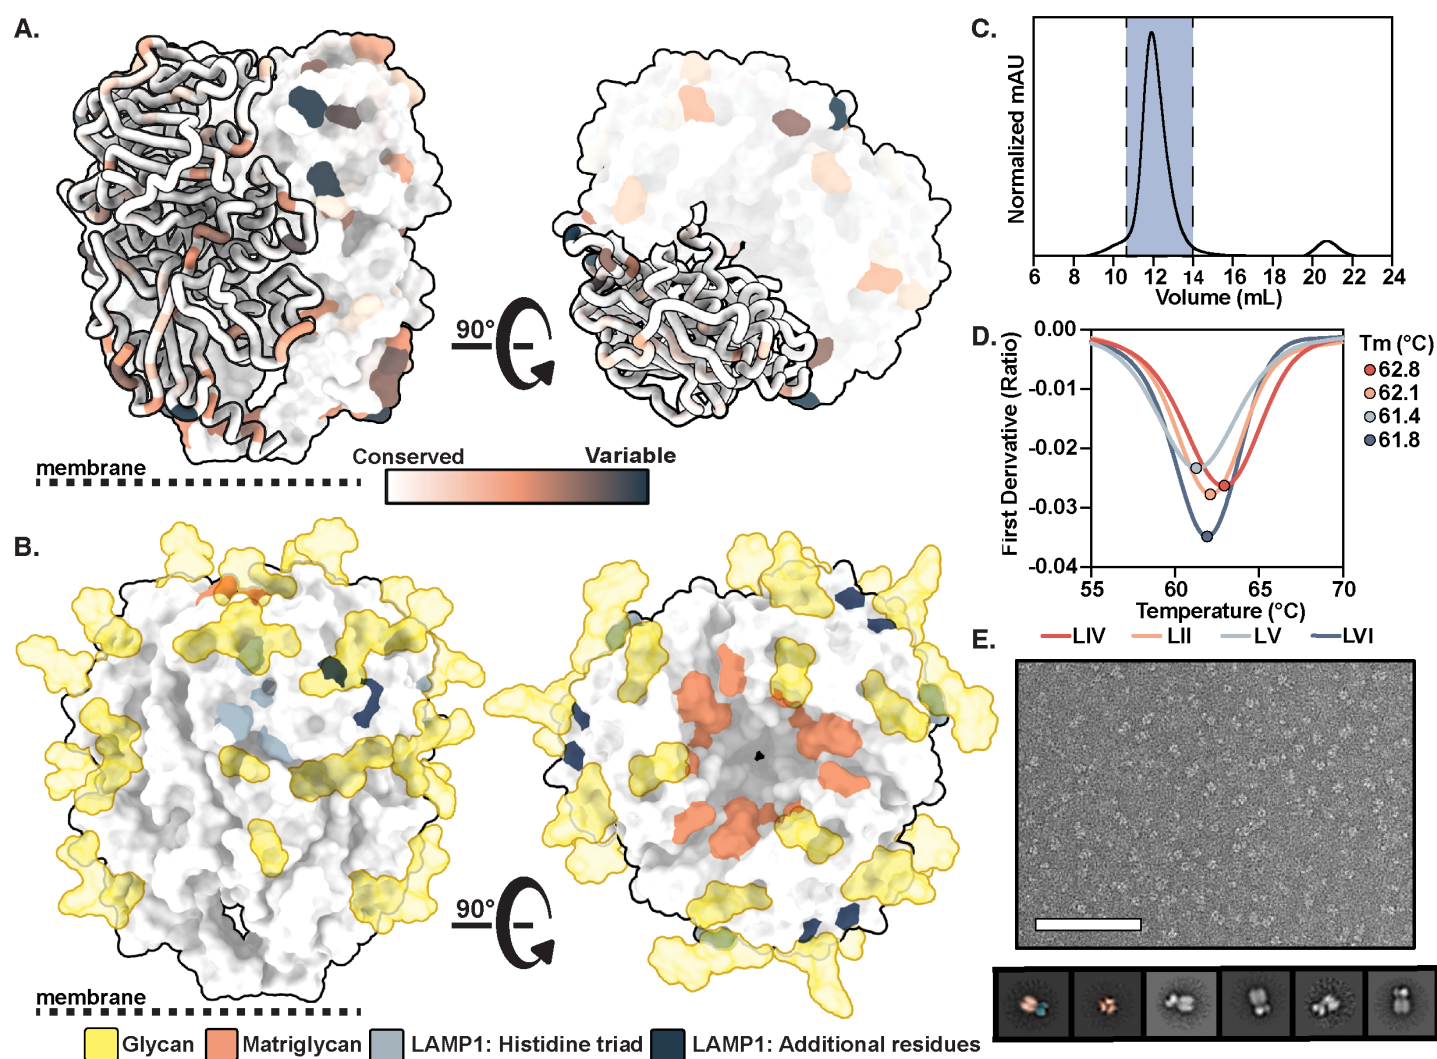 A.
90°
Conserved
Variable
membrane
B.
90°
membrane
Glycan
Matriglycan
LAMP1: Histidine triad
LAMP1: Additional residues
C.
Normalized mAU
6 8 10 12 14 16 18 20 22 24
Volume (mL)
D.
First Derivative (Ratio)
0.00
-0.01
-0.02
-0.03
-0.04
55 60 65 70
Temperature (°C)
Tm (°C)
62.8
62.1
61.4
61.8
LIV LII LV LVI
E.